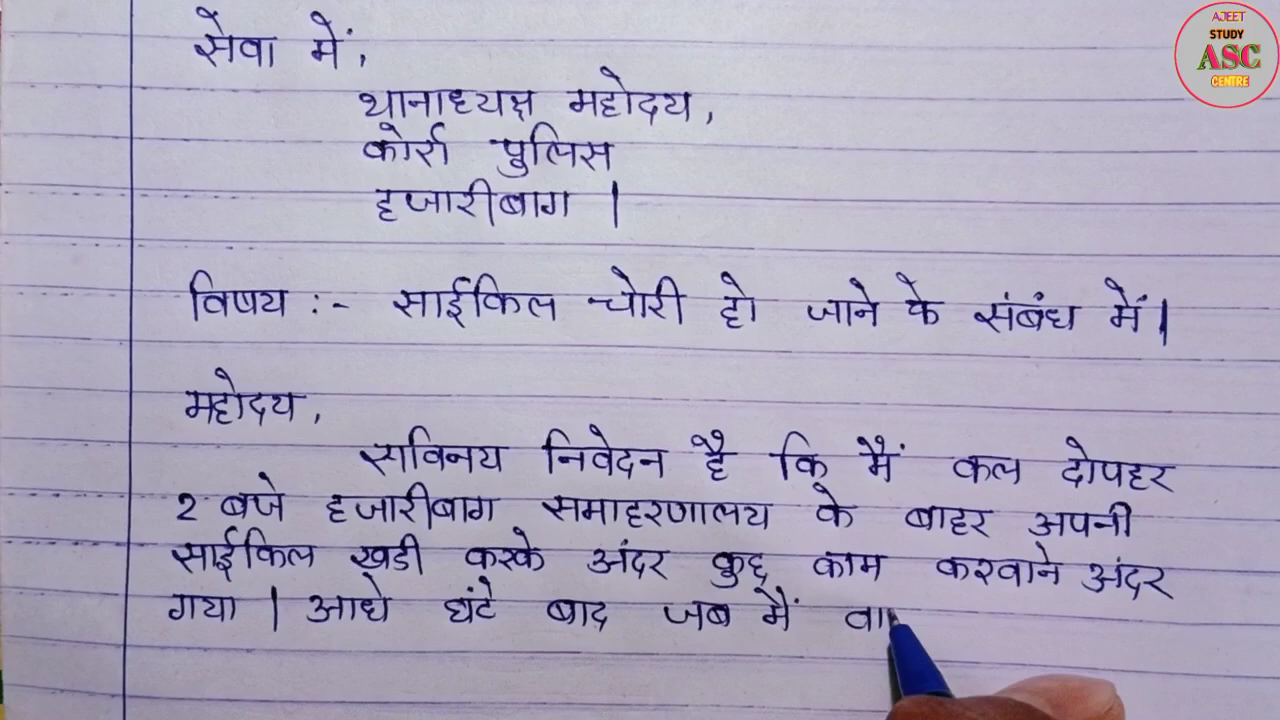 सेवा में,
थानाध्यक्ष महोदय,
कोर्रा पुलिस
हजारीबाग |
विषय :- साईकिल चोरी हो जाने के संबंध में |
महोदय,
सविनय निवेदन है कि मैं कल दोपहर
2 बजे हजारीबाग समाहरणालय के बाहर अपनी
साईकिल खडी करके अंदर कुछ काम करवाने अंदर
गया | आधे घंटे बाद जब मैं वा
AJEET
STUDY
ASC
CENTRE